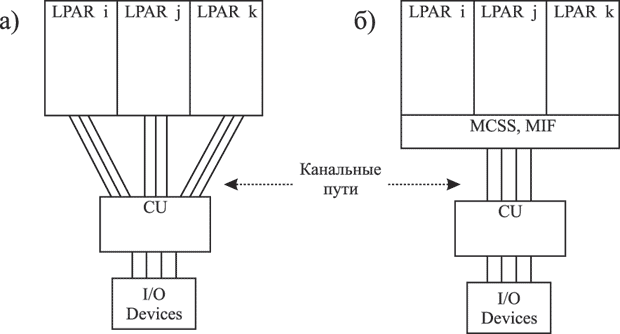 а)
LPAR i LPAR j LPAR k
CU
I/O
Devices
Канальные
пути
б)
LPAR i LPAR j LPAR k
MCSS, MIF
CU
I/O
Devices